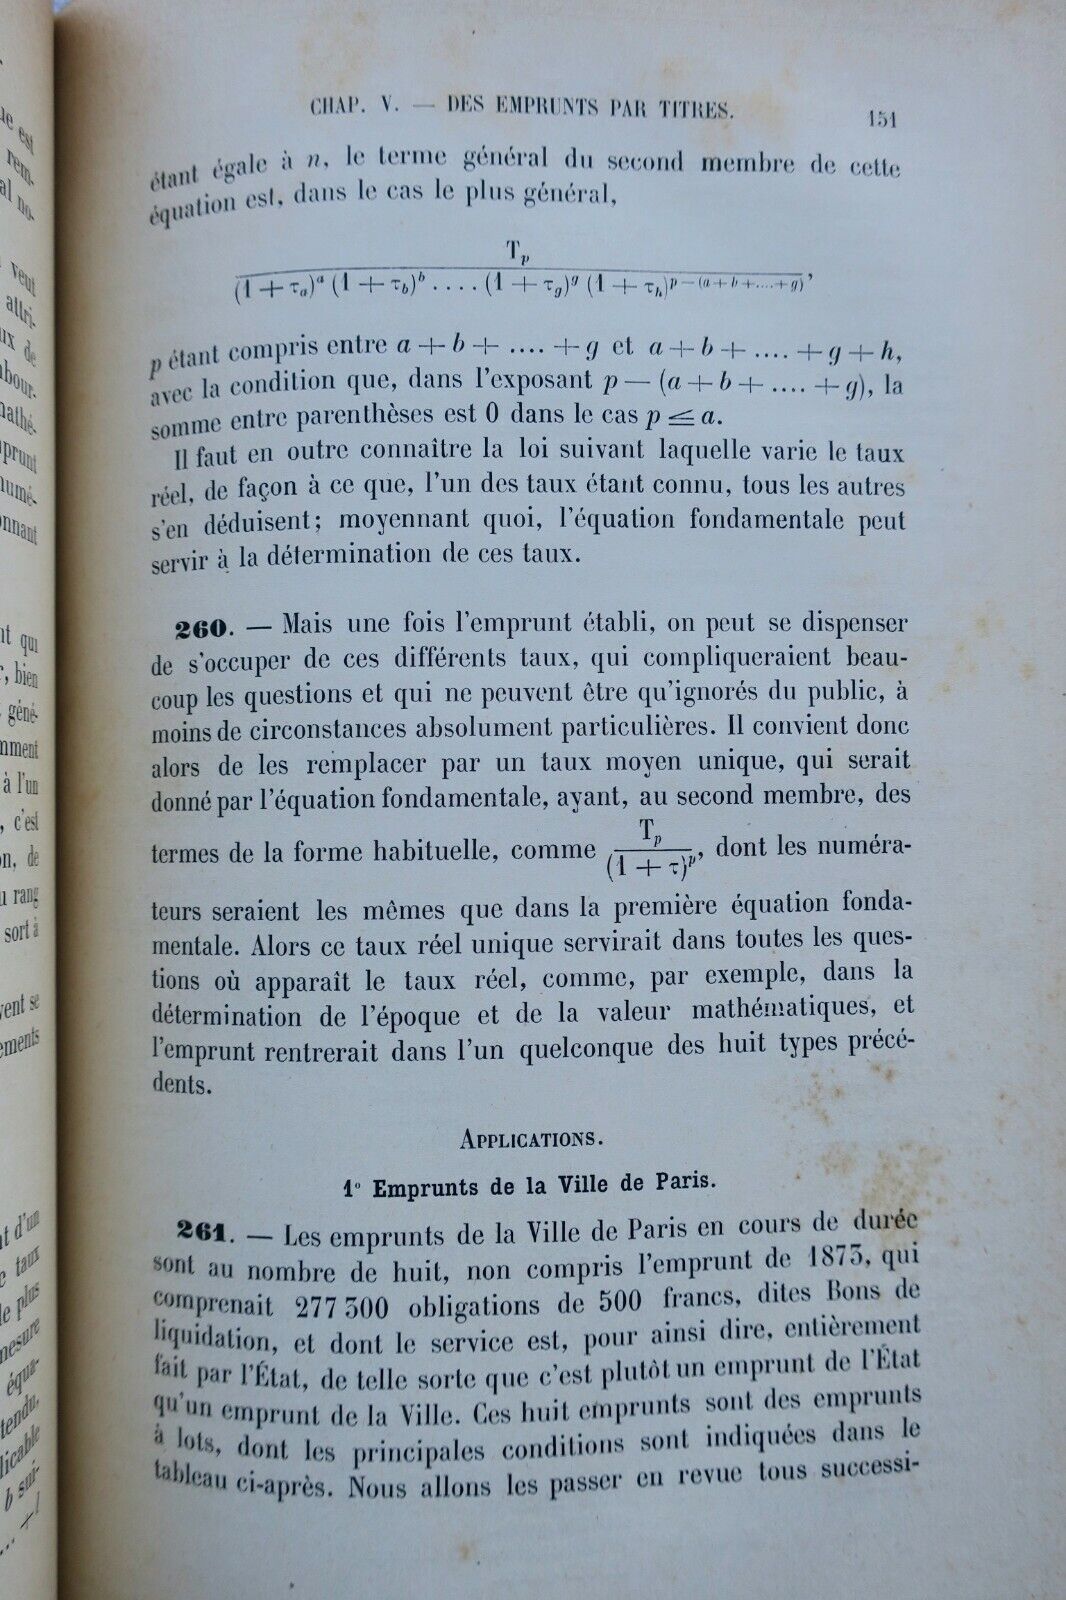 CHAP. V. — DES EMPRUNTS PAR TITRES. 151
étant égale à n, le terme général du second membre de cette
équation est, dans le cas le plus général,
T_p
(1 + τ_a)^a (1 + τ_b)^b .... (1 + τ_g)^g (1 + τ_h)^{p — (a + b + .... + g)},
p étant compris entre a + b + .... + g et a + b + .... + g + h,
avec la condition que, dans l'exposant p — (a + b + .... + g), la
somme entre parenthèses est 0 dans le cas p ≤ a.
Il faut en outre connaître la loi suivant laquelle varie le taux
réel, de façon à ce que, l'un des taux étant connu, tous les autres
s'en déduisent; moyennant quoi, l'équation fondamentale peut
servir à la détermination de ces taux.
260. — Mais une fois l'emprunt établi, on peut se dispenser
de s'occuper de ces différents taux, qui compliqueraient beau-
coup les questions et qui ne peuvent être qu'ignorés du public, à
moins de circonstances absolument particulières. Il convient donc
alors de les remplacer par un taux moyen unique, qui serait
donné par l'équation fondamentale, ayant, au second membre, des
termes de la forme habituelle, comme T_p / (1 + τ)^p, dont les numéra-
teurs seraient les mêmes que dans la première équation fonda-
mentale. Alors ce taux réel unique servirait dans toutes les ques-
tions où apparaît le taux réel, comme, par exemple, dans la
détermination de l'époque et de la valeur mathématiques, et
l'emprunt rentrerait dans l'un quelconque des huit types précé-
dents.
APPLICATIONS.
1° Emprunts de la Ville de Paris.
261. — Les emprunts de la Ville de Paris en cours de durée
sont au nombre de huit, non compris l'emprunt de 1873, qui
comprenait 277 300 obligations de 500 francs, dites Bons de
liquidation, et dont le service est, pour ainsi dire, entièrement
fait par l'État, de telle sorte que c'est plutôt un emprunt de l'État
qu'un emprunt de la Ville. Ces huit emprunts sont des emprunts
à lots, dont les principales conditions sont indiquées dans le
tableau ci-après. Nous allons les passer en revue tous successi-